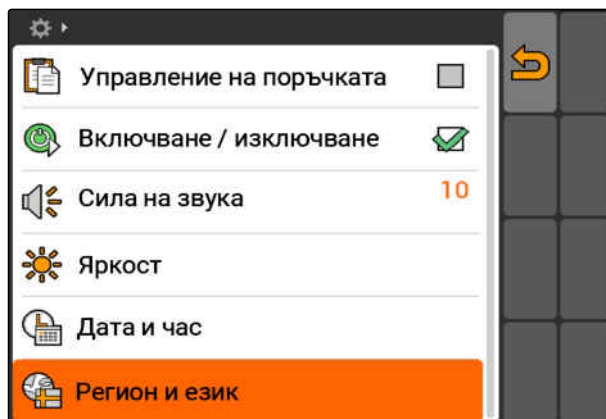 Управление на поръчката
Включване / изключване
Сила на звука
10
Яркост
Дата и час
Регион и език